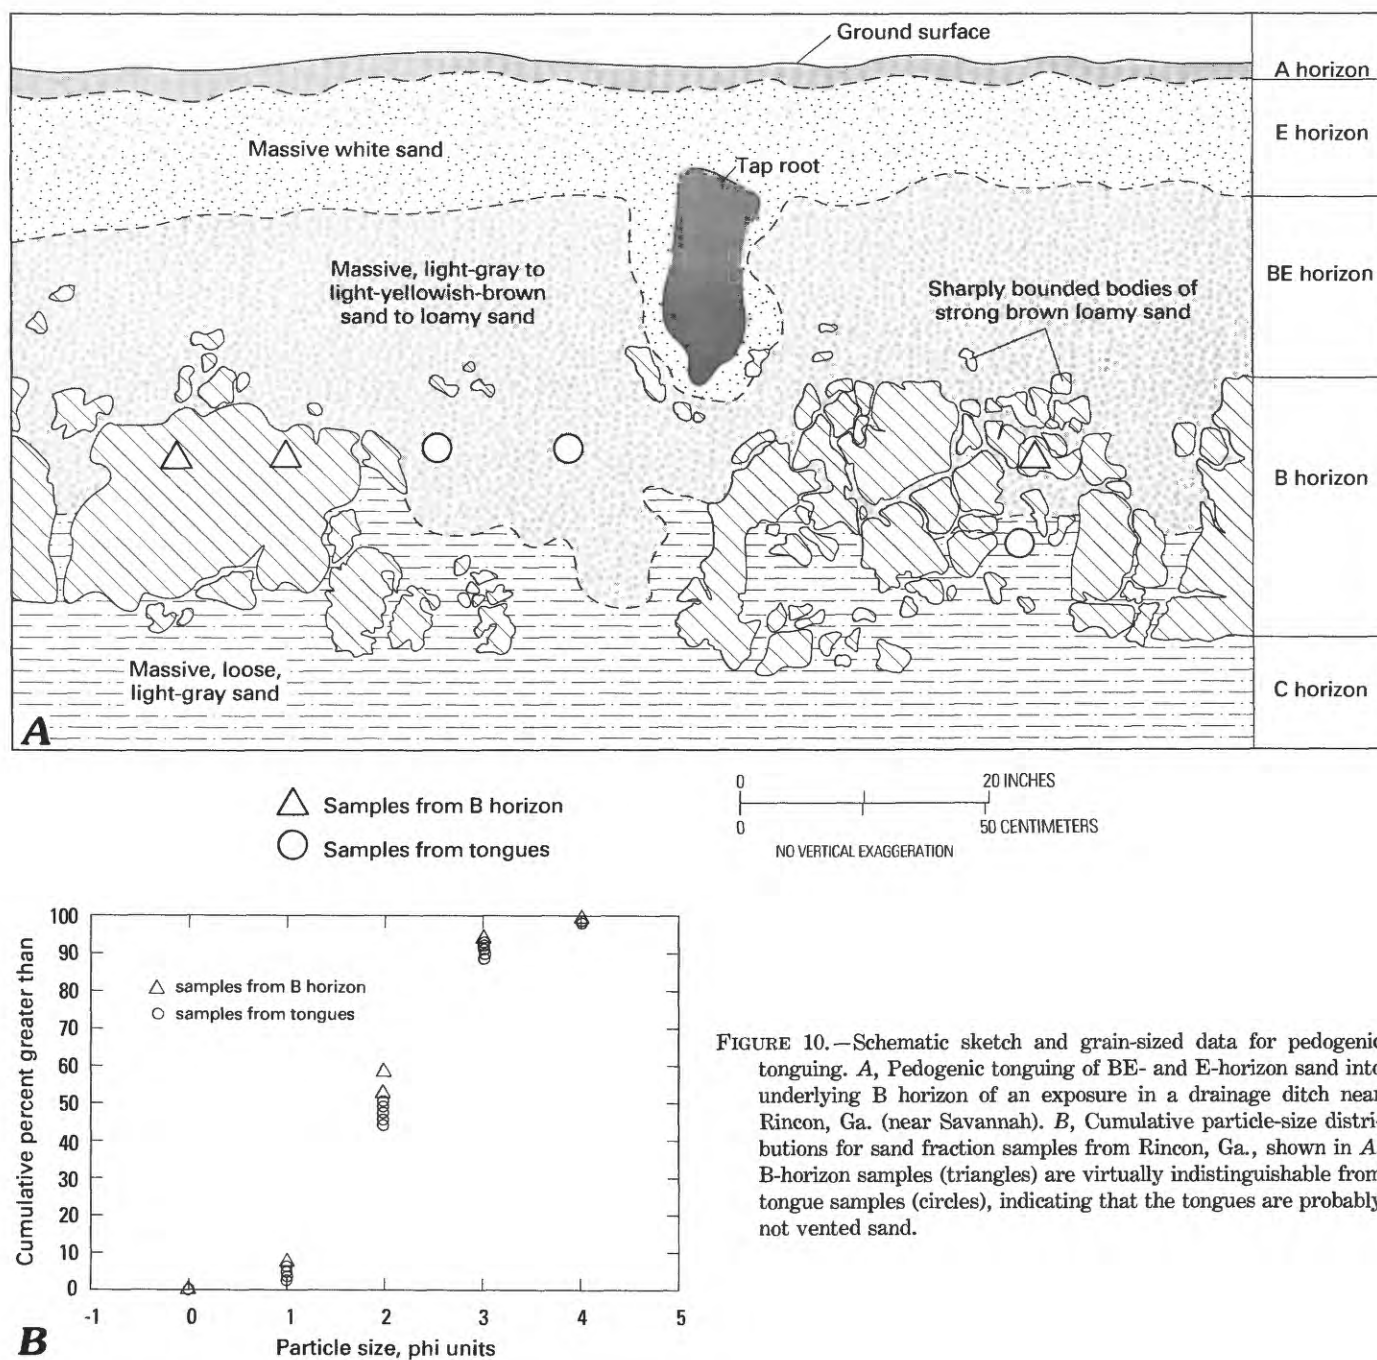 Ground surface
A horizon
E horizon
Massive white sand
Tap root
Massive, light-gray to
light-yellowish-brown
sand to loamy sand
BE horizon
Sharply bounded bodies of
strong brown loamy sand
B horizon
Massive, loose,
light-gray sand
C horizon
A
Samples from B horizon
Samples from tongues
0 20 INCHES
0 50 CENTIMETERS
NO VERTICAL EXAGGERATION
Cumulative percent greater than
100
90
80
70
60
50
40
30
20
10
0
samples from B horizon
samples from tongues
-1 0 1 2 3 4 5
Particle size, phi units
B
FIGURE 10.—Schematic sketch and grain-sized data for pedogenic
tonguing. A, Pedogenic tonguing of BE- and E-horizon sand into
underlying B horizon of an exposure in a drainage ditch near
Rincon, Ga. (near Savannah). B, Cumulative particle-size distri-
butions for sand fraction samples from Rincon, Ga., shown in A.
B-horizon samples (triangles) are virtually indistinguishable from
tongue samples (circles), indicating that the tongues are probably
not vented sand.